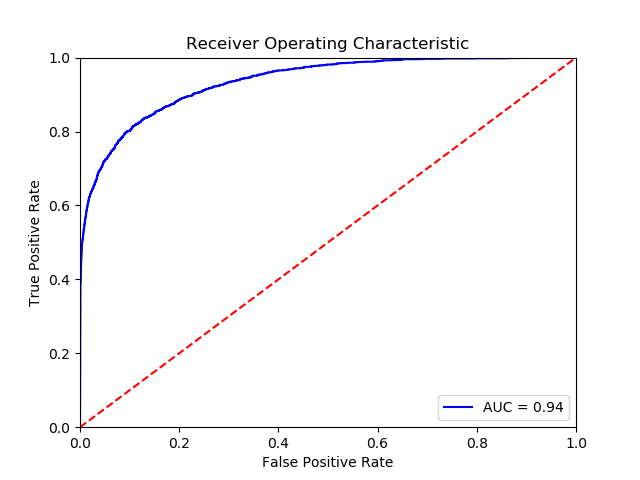 Receiver Operating Characteristic
1.0
0.8
0.6
0.4
0.2
0.0
True Positive Rate
AUC = 0.94
0.0 0.2 0.4 0.6 0.8 1.0
False Positive Rate